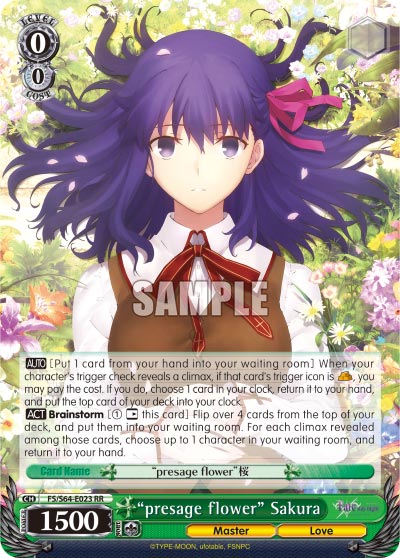 LEVEL
0
0
COST
SAMPLE
AUTO [Put 1 card from your hand into your waiting room] When your
character's trigger check reveals a climax, if that card's trigger icon is , you
may pay the cost. If you do, choose 1 card in your clock, return it to your hand,
and put the top card of your deck into your clock.
ACT Brainstorm [① this card] Flip over 4 cards from the top of
your deck, and put them into your waiting room. For each climax revealed
among those cards, choose up to 1 character in your waiting room, and
return it to your hand.
Card Name
"presage flower"桜
CH FS/S64-E023 RR
"presage flower" Sakura
POWER 1500
Master
Love
©TYPE-MOON, ufotable, FSNPC